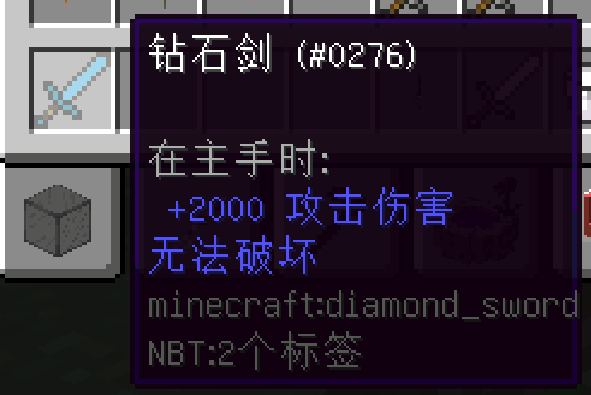 钻石剑 (#0276)
在主手时:
+2000 攻击伤害
无法破坏
minecraft:diamond_sword
NBT:2个标签